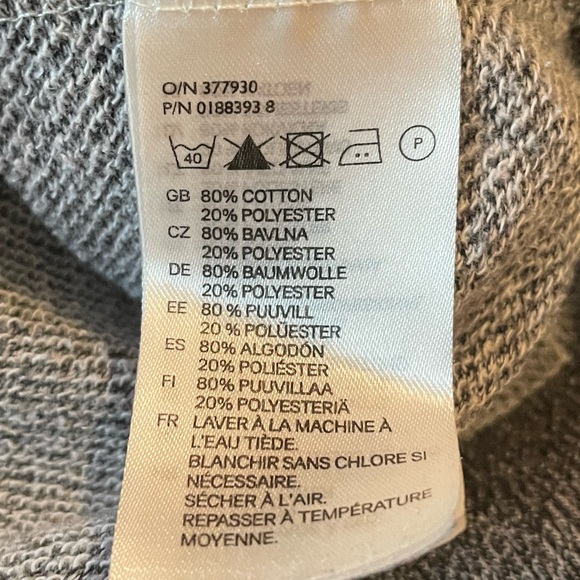 O/N 377930
P/N 0188393 8
40 P
GB 80% COTTON
20% POLYESTER
CZ 80% BAVLNA
20% POLYESTER
DE 80% BAUMWOLLE
20% POLYESTER
EE 80% PUUVILL
20% POLÜESTER
ES 80% ALGODÓN
20% POLIÉSTER
FI 80% PUUVILLAA
20% POLYESTERIÄ
FR LAVER À LA MACHINE À
L'EAU TIÈDE.
BLANCHIR SANS CHLORE SI
NÉCESSAIRE.
SÉCHER À L'AIR.
REPASSER À TEMPÉRATURE
MOYENNE.